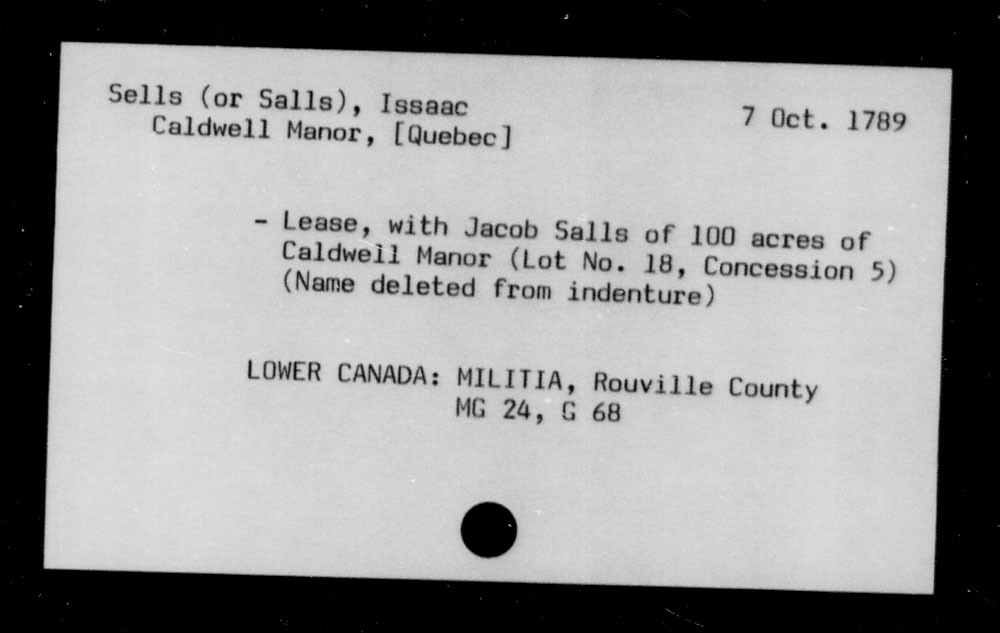 Sells (or Salls), Issaac
7 Oct. 1789
Caldwell Manor, [Quebec]
- Lease, with Jacob Salls of 100 acres of
Caldwell Manor (Lot No. 18, Concession 5)
(Name deleted from indenture)
LOWER CANADA: MILITIA, Rouville County
MG 24, G 68